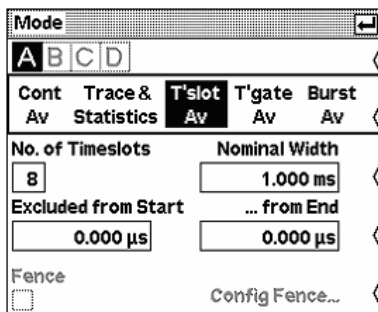 Mode
A B C D
Cont Av Trace & Statistics T'slot Av T'gate Av Burst Av
No. of Timeslots Nominal Width
8 1.000 ms
Excluded from Start ... from End
0.000 µs 0.000 µs
Fence
Config Fence...